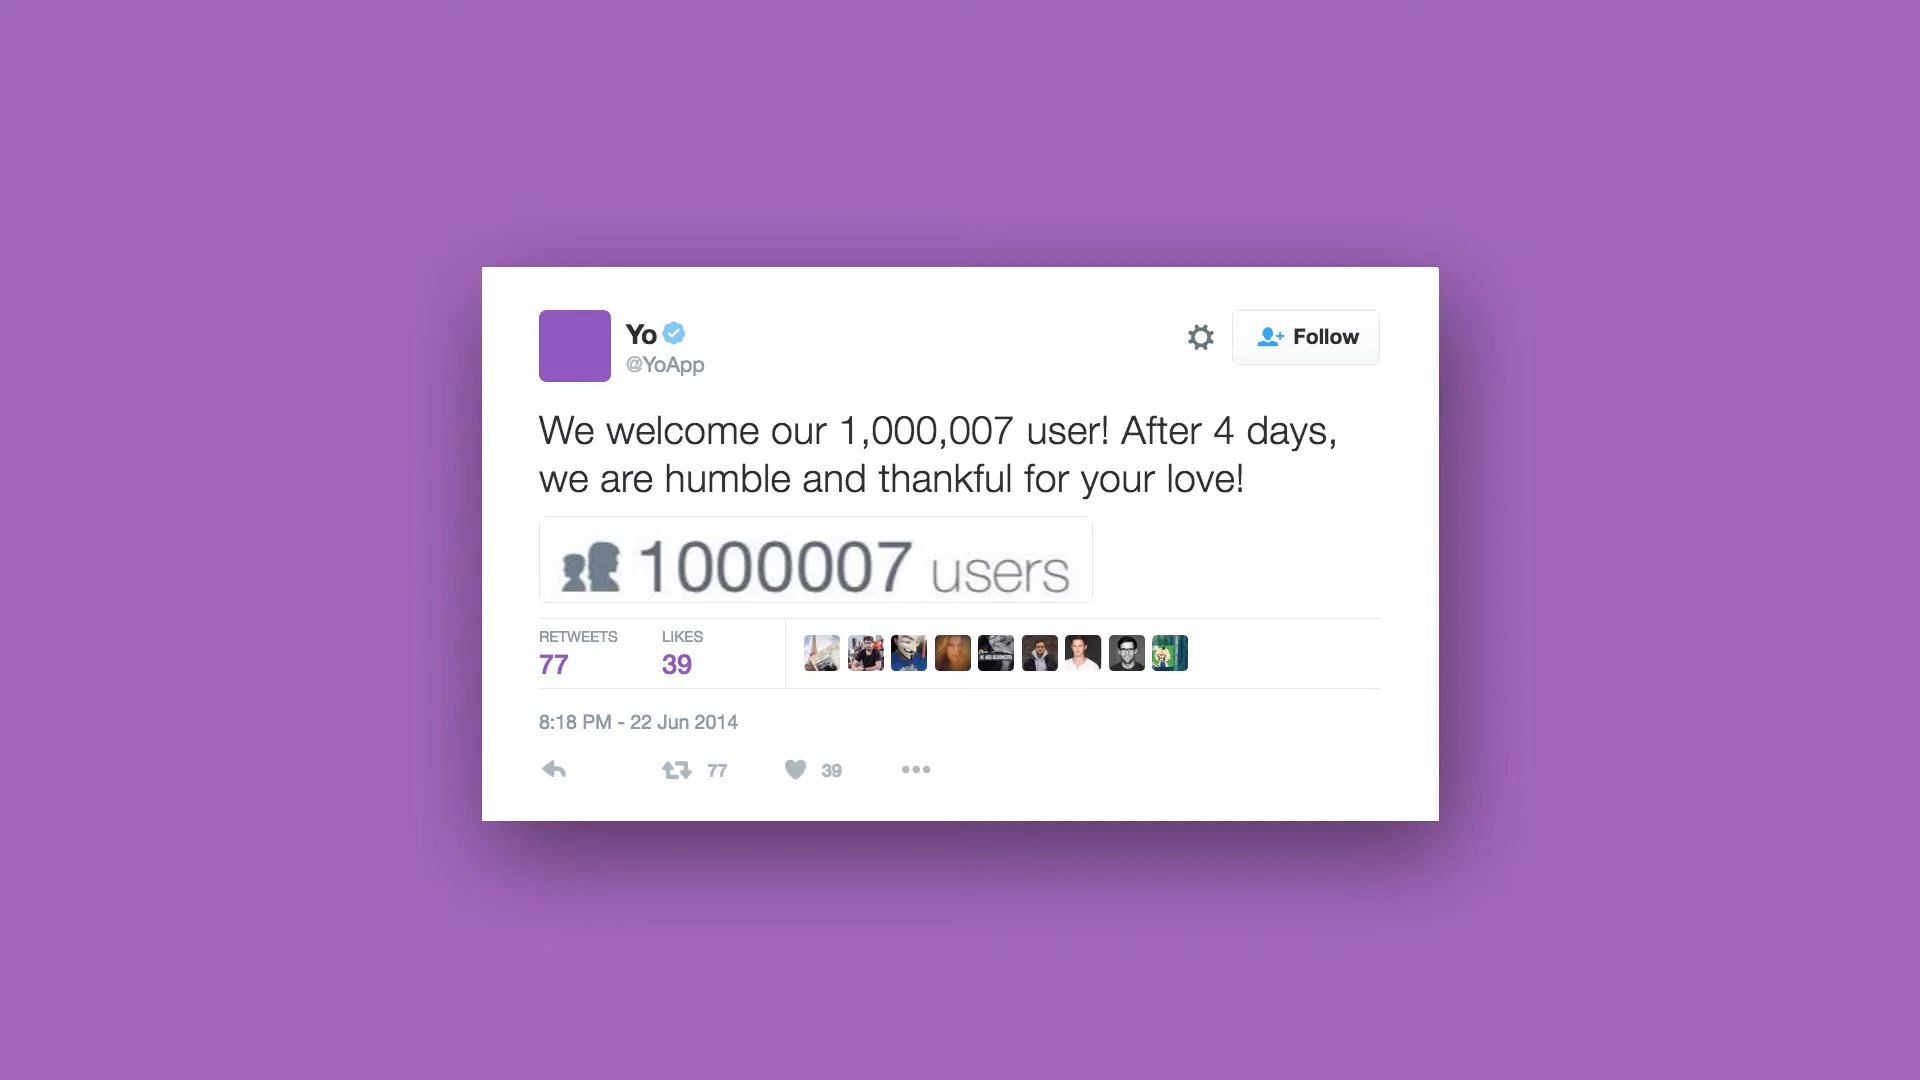 Yo
@YoApp
Follow
We welcome our 1,000,007 user! After 4 days,
we are humble and thankful for your love!
1000007 users
RETWEETS LIKES
77 39
8:18 PM - 22 Jun 2014
77 39